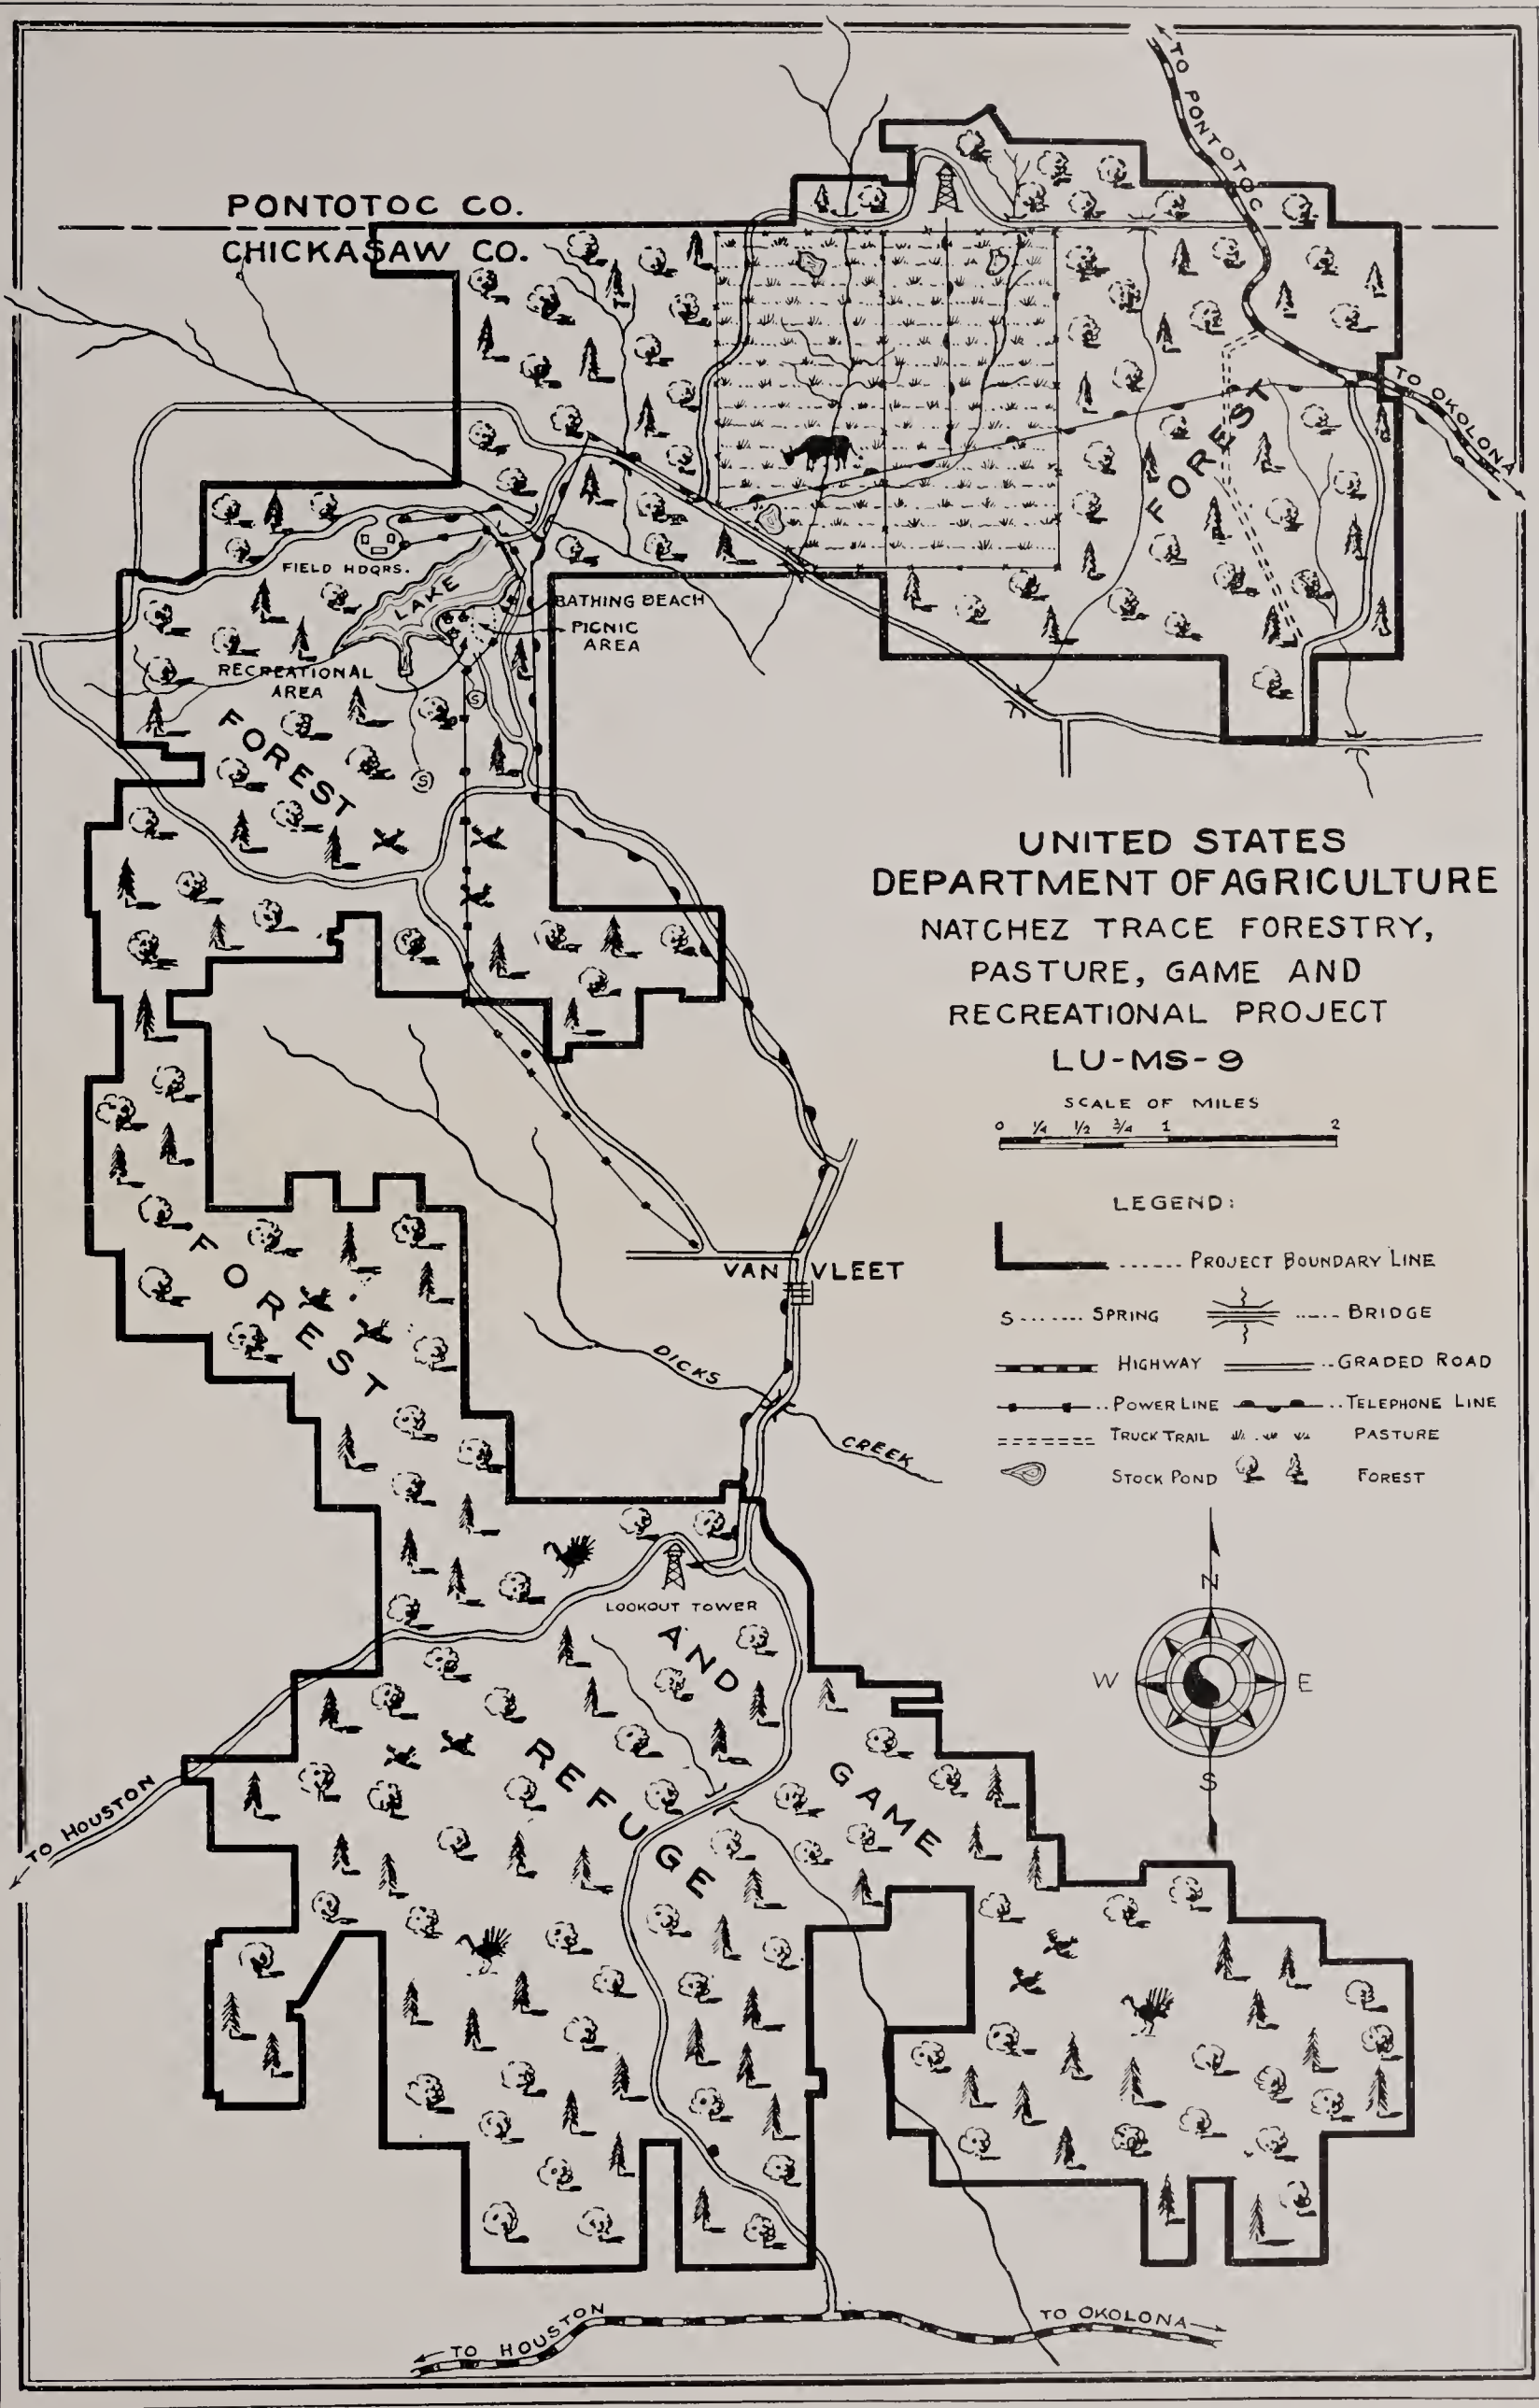 TO PONTOTOC
PONTOTOC CO.
CHICKASAW CO.
TO OKOLONA
FOREST
FIELD HDQRS.
LAKE
BATHING BEACH
PICNIC
AREA
RECREATIONAL
AREA
S
S
FOREST
UNITED STATES
DEPARTMENT OF AGRICULTURE
NATCHEZ TRACE FORESTRY,
PASTURE, GAME AND
RECREATIONAL PROJECT
LU-MS-9
SCALE OF MILES
0 1/4 1/2 3/4 1 2
LEGEND:
PROJECT BOUNDARY LINE
S SPRING BRIDGE
HIGHWAY GRADED ROAD
POWER LINE TELEPHONE LINE
TRUCK TRAIL PASTURE
STOCK POND FOREST
FOREST
VAN VLEET
DICKS
CREEK
LOOKOUT TOWER
N
W E
S
AND
GAME
REFUGE
TO HOUSTON
TO HOUSTON
TO OKOLONA